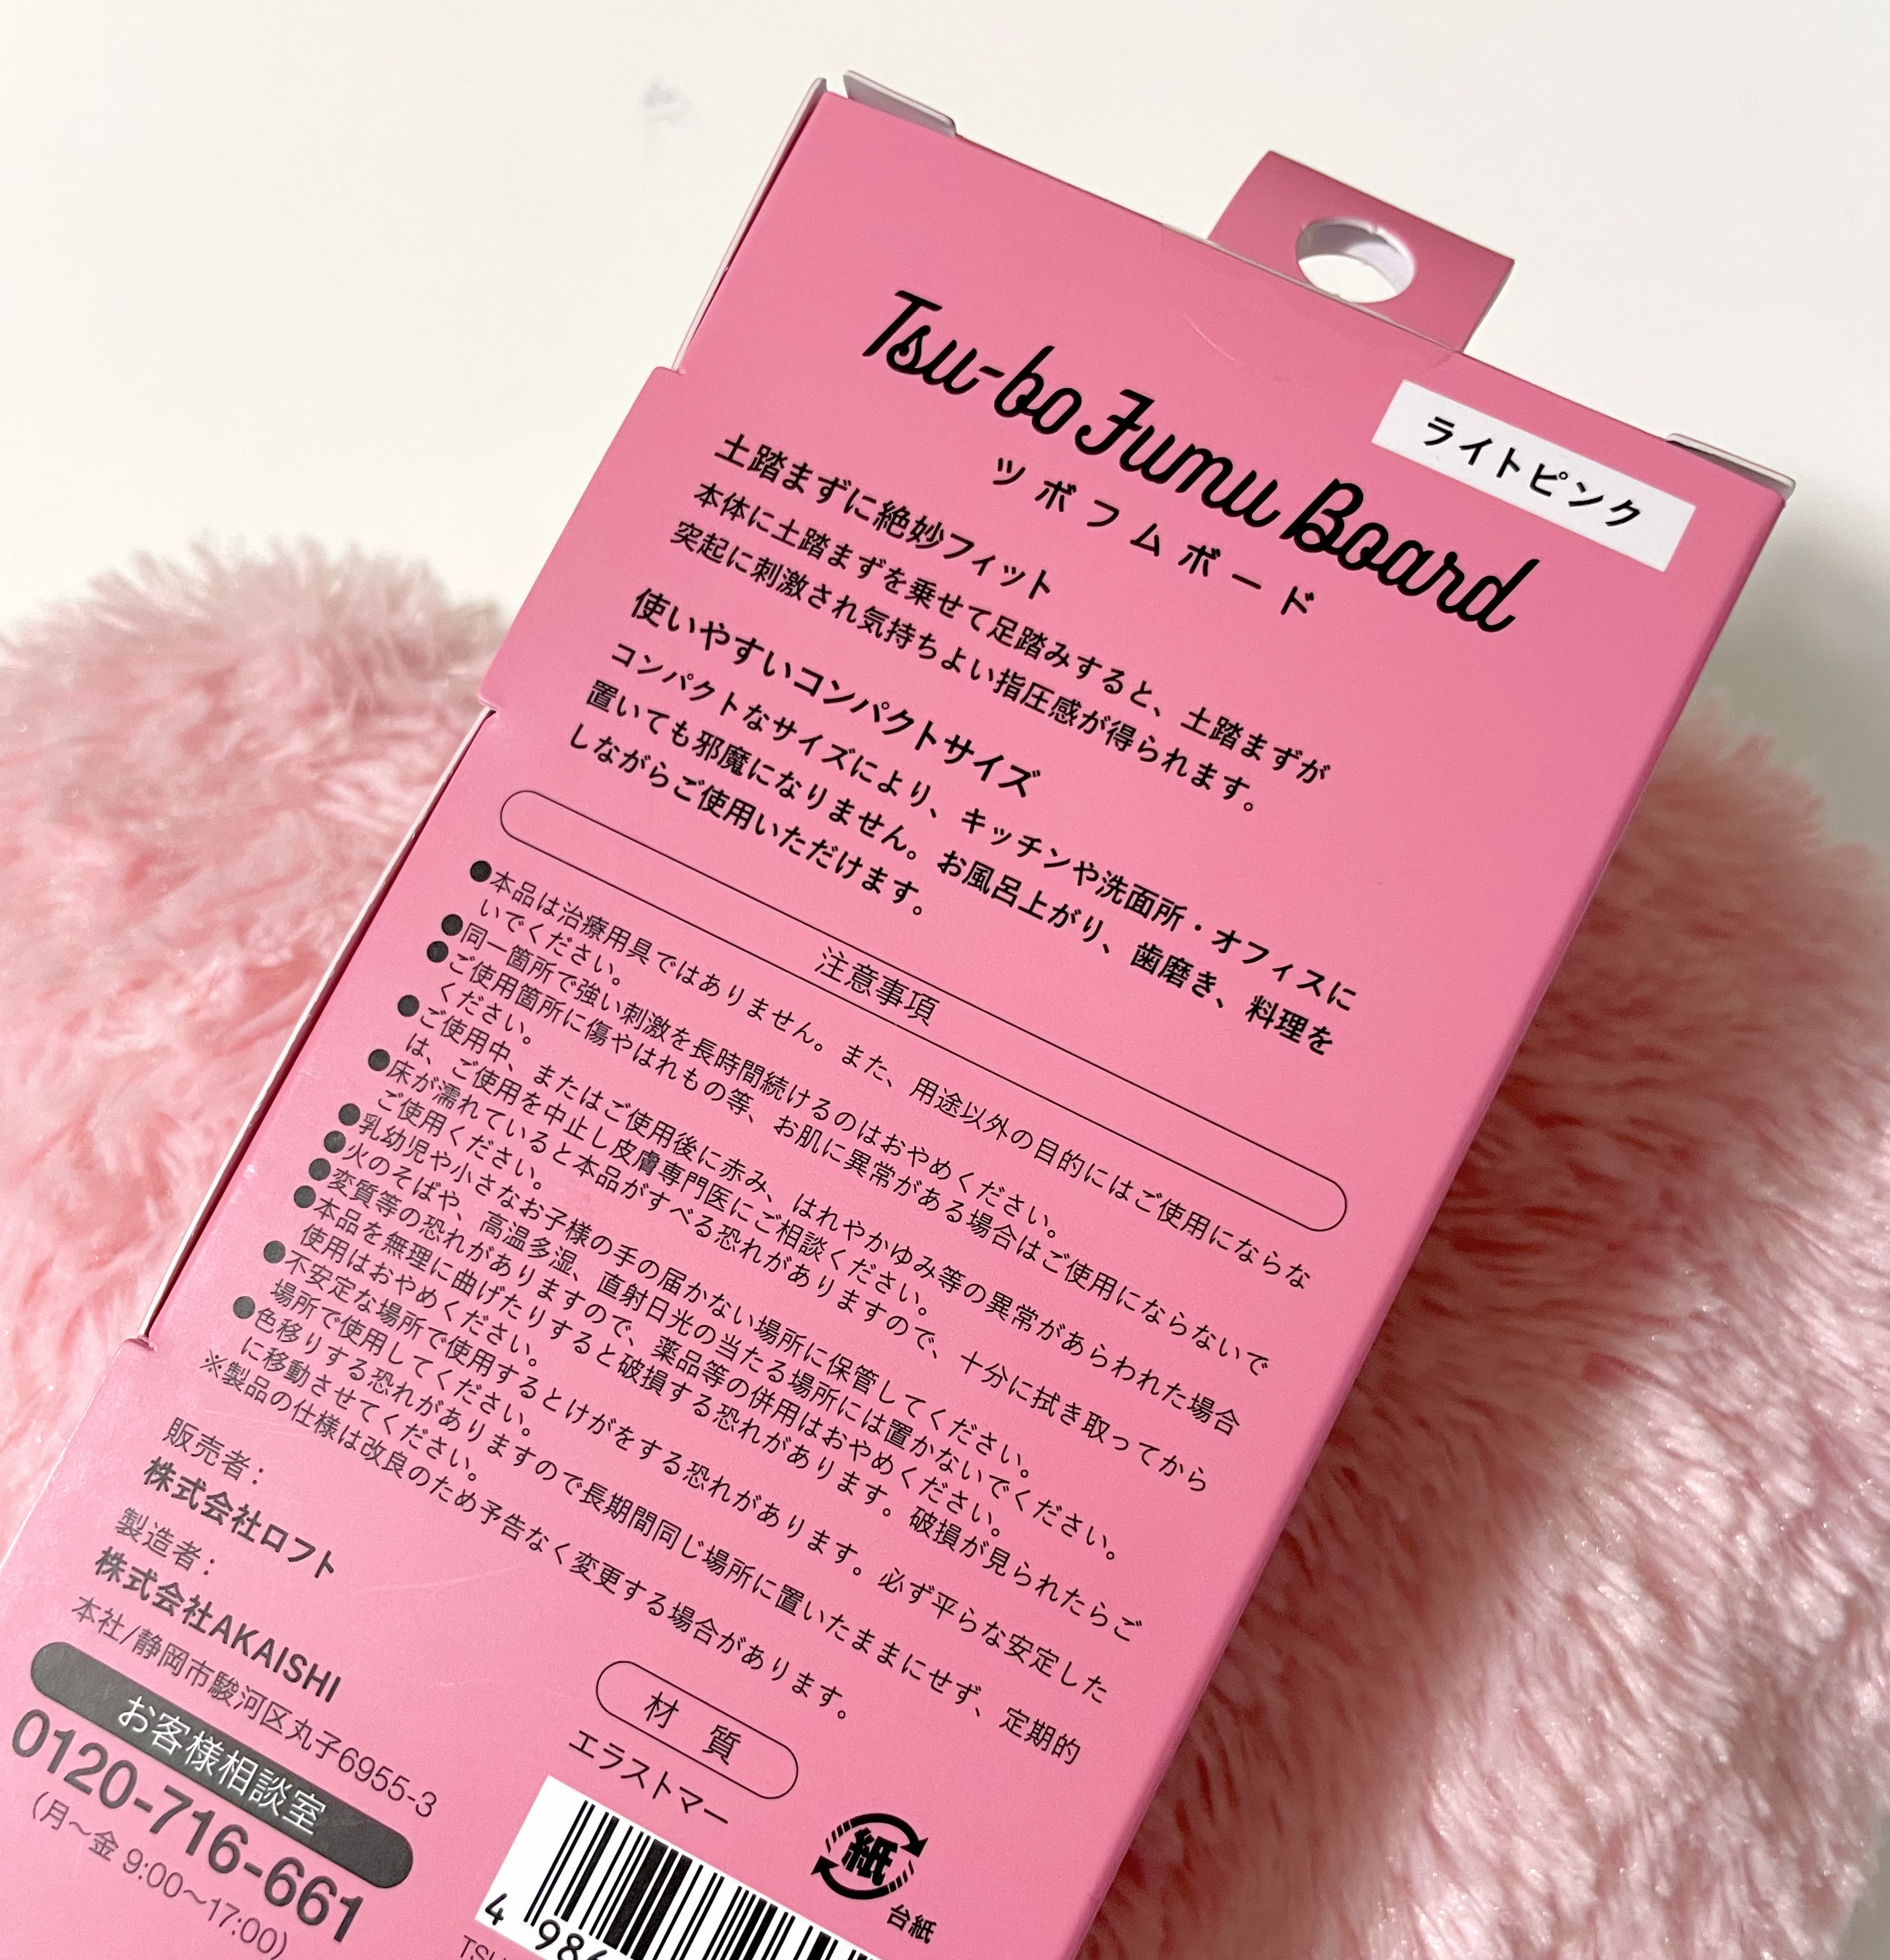 Tsu-bo Fumu Board
ライトピンク
ツボフムボード
土踏まずに絶妙フィット
本体に土踏まずを乗せて足踏みすると、土踏まずが
突起に刺激され気持ちよい指圧感が得られます。
使いやすいコンパクトサイズ
コンパクトなサイズにより、キッチンや洗面所・オフィスに
置いても邪魔になりません。お風呂上がり、歯磨き、料理を
しながらご使用いただけます。
注意事項
●本品は治療用具ではありません。また、用途以外の目的にはご使用にならな
いでください。
●同一箇所で強い刺激を長時間続けるのはおやめください。
●ご使用箇所に傷やはれもの等、お肌に異常がある場合はご使用にならないで
ください。
●ご使用中、またはご使用後に赤み、はれやかゆみ等の異常があらわれた場合
は、ご使用を中止し皮膚専門医にご相談ください。
●床が濡れていると本品がすべる恐れがありますので、十分に拭き取ってから
ご使用ください。
●乳幼児や小さなお子様の手の届かない場所に保管してください。
●火のそばや、高温多湿、直射日光の当たる場所には置かないでください。
●変質等の恐れがありますので、薬品等の併用はおやめください。
●本品を無理に曲げたりすると破損する恐れがあります。破損が見られたらご
使用はおやめください。
●不安定な場所で使用するとけがをする恐れがあります。必ず平らな安定した
場所で使用してください。
●色移りする恐れがありますので長期間同じ場所に置いたままにせず、定期的
に移動させてください。
※製品の仕様は改良のため予告なく変更する場合があります。
販売者：
株式会社ロフト
製造者：
株式会社AKAISHI
本社/静岡市駿河区丸子6955-3
お客様相談室
0120-716-661
（月～金 9:00～17:00）
材 質
エラストマー
紙
台紙
4 986
TSU